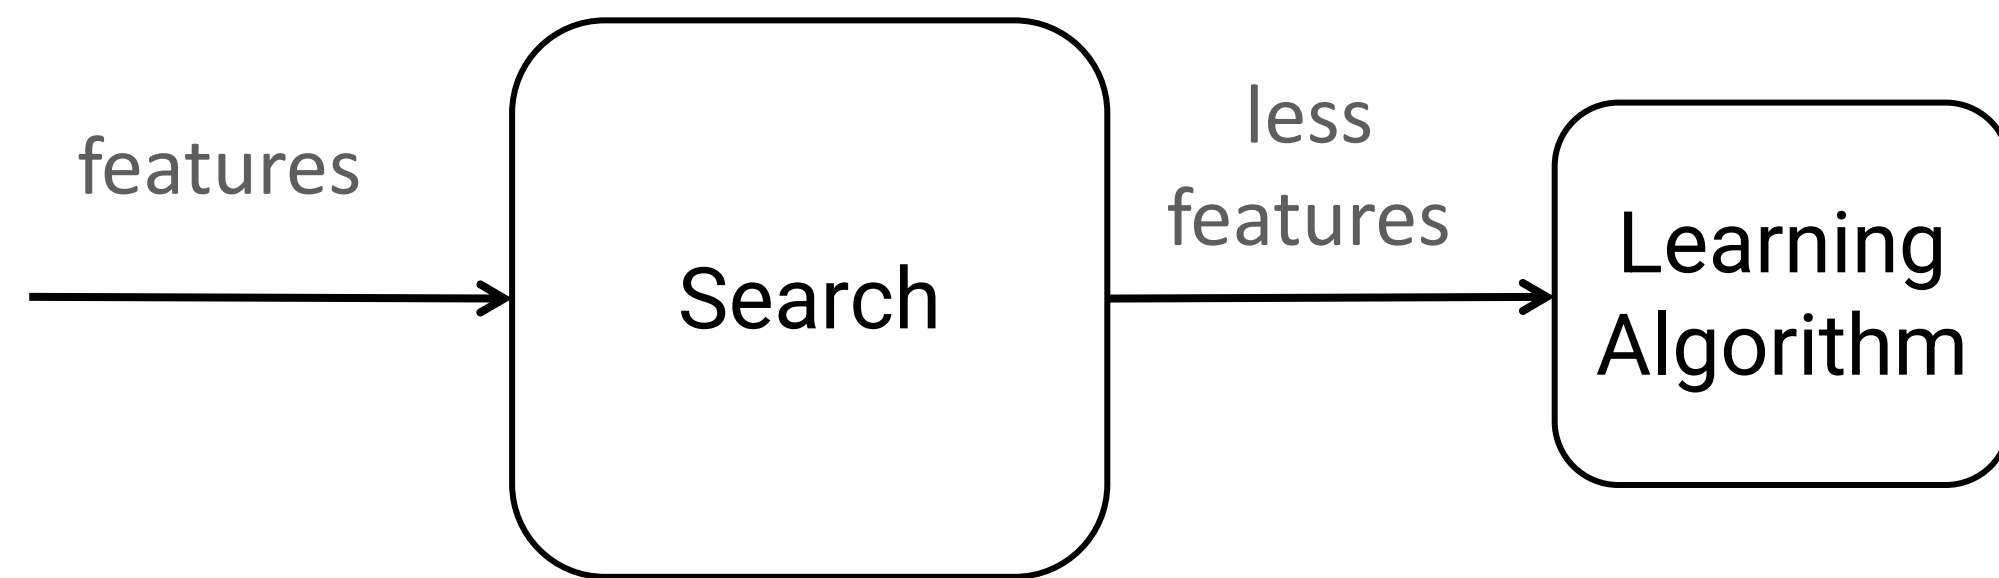 features
Search
less
features
Learning
Algorithm